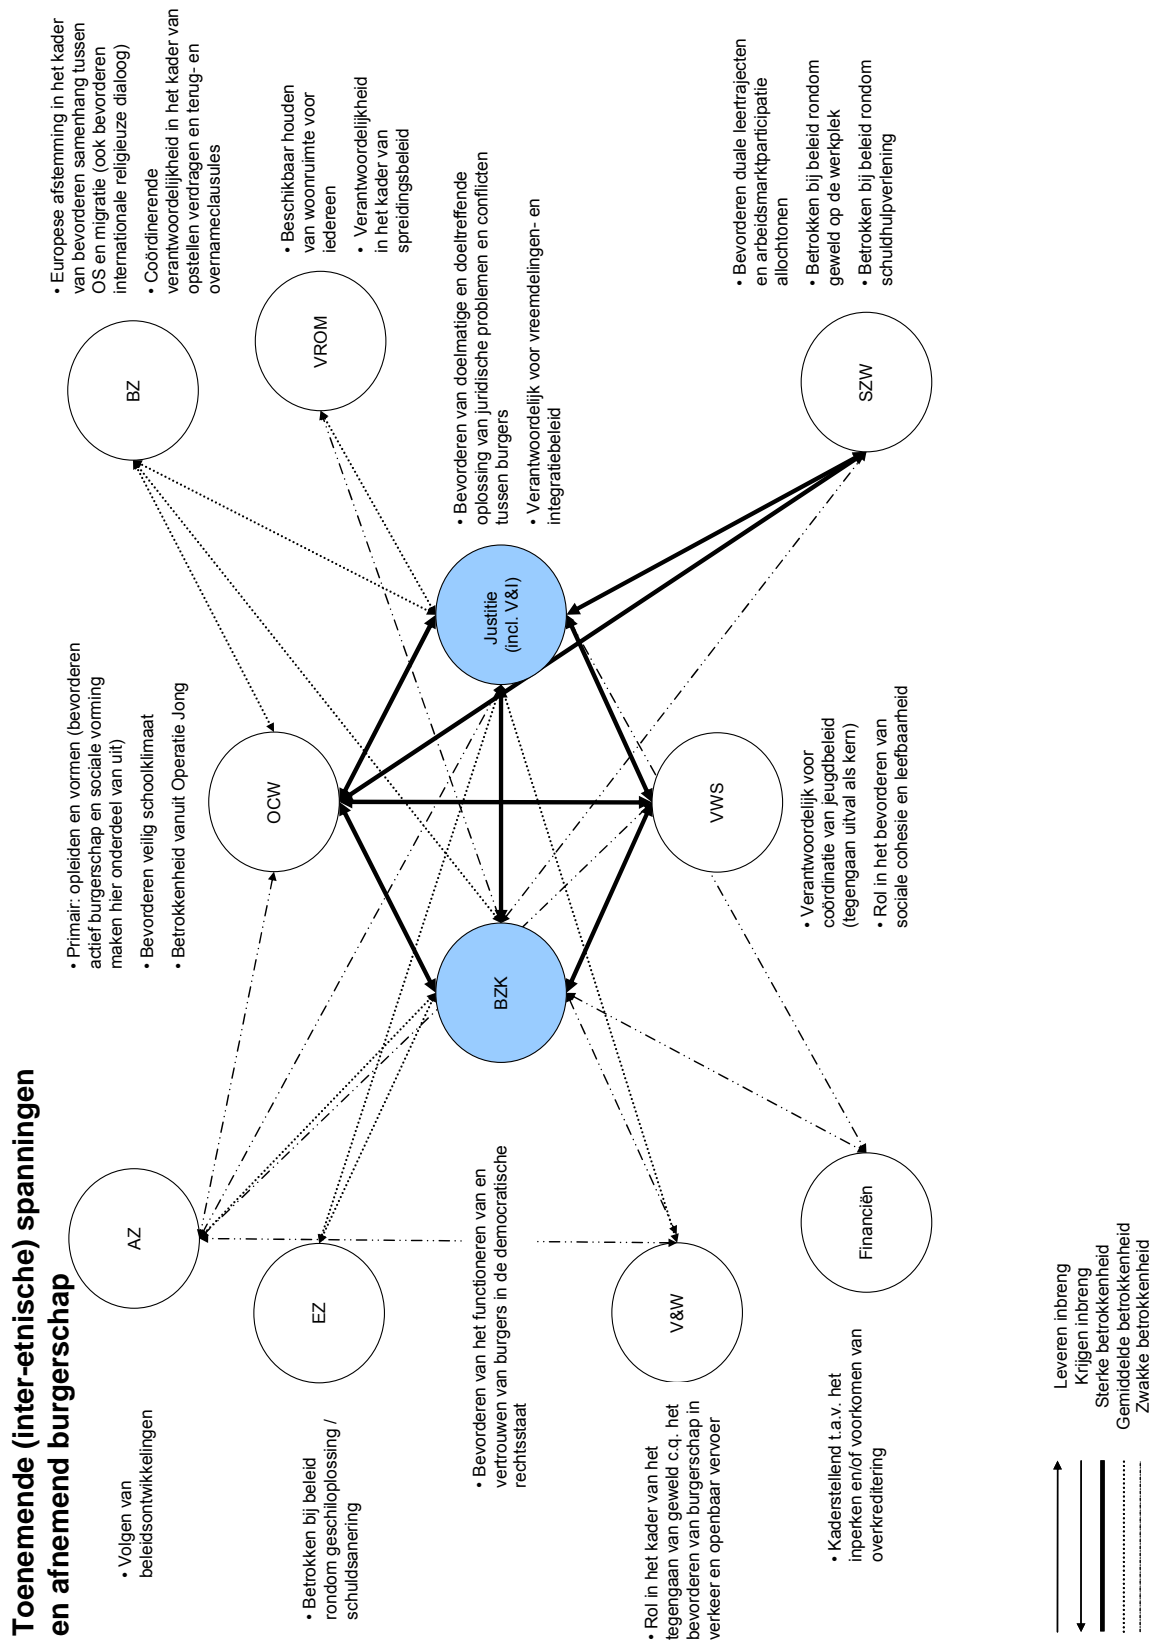 Toenemende (inter-etnische) spanningen
en afnemend burgerschap
• Volgen van
beleidsontwikkelingen
AZ
• Primair: opleiden en vormen (bevorderen
actief burgerschap en sociale vorming
maken hier onderdeel van uit)
• Bevorderen veilig schoolklimaat
• Betrokkenheid vanuit Operatie Jong
OCW
BZ
• Europese afstemming in het kader
van bevorderen samenhang tussen
OS en migratie (ook bevorderen
internationale religieuze dialoog)
• Coördinerende
verantwoordelijkheid in het kader van
opstellen verdragen en terug- en
overnameclausules
• Betrokken bij beleid
rondom geschiloplossing /
schuldsanering
EZ
VROM
• Beschikbaar houden
van woonruimte voor
iedereen
• Verantwoordelijkheid
in het kader van
spreidingsbeleid
• Bevorderen van het functioneren van en
vertrouwen van burgers in de democratische
rechtsstaat
BZK
Justitie
(incl. V&I)
• Bevorderen van doelmatige en doeltreffende
oplossing van juridische problemen en conflicten
tussen burgers
• Verantwoordelijk voor vreemdelingen- en
integratiebeleid
• Rol in het kader van het
tegengaan van geweld c.q. het
bevorderen van burgerschap in
verkeer en openbaar vervoer
V&W
VWS
• Verantwoordelijk voor
coördinatie van jeugdbeleid
(tegengaan uitval als kern)
• Rol in het bevorderen van
sociale cohesie en leefbaarheid
• Bevorderen duale leertrajecten
en arbeidsmarktparticipatie
allochtonen
• Betrokken bij beleid rondom
geweld op de werkplek
• Betrokken bij beleid rondom
schuldhulpverlening
SZW
• Kaderstellend t.a.v. het
inperken en/of voorkomen van
overkreditering
Financiën
Leveren inbreng
Krijgen inbreng
Sterke betrokkenheid
Gemiddelde betrokkenheid
Zwakke betrokkenheid